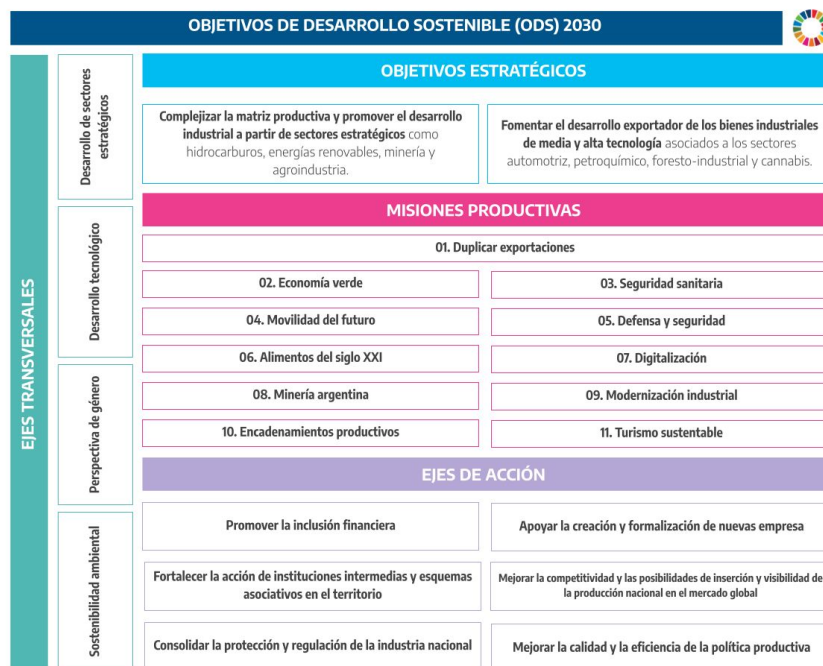 OBJETIVOS DE DESARROLLO SOSTENIBLE (ODS) 2030
EJES TRANSVERSALES
Desarrollo de sectores
estratégicos
Desarrollo tecnológico
Perspectiva de género
Sostenibilidad ambiental
OBJETIVOS ESTRATÉGICOS
Complejizar la matriz productiva y promover el desarrollo
industrial a partir de sectores estratégicos como
hidrocarburos, energías renovables, minería y
agroindustria.
Fomentar el desarrollo exportador de los bienes industriales
de media y alta tecnología asociados a los sectores
automotriz, petroquímico, foresto-industrial y cannabis.
MISIONES PRODUCTIVAS
01. Duplicar exportaciones
02. Economía verde
03. Seguridad sanitaria
04. Movilidad del futuro
05. Defensa y seguridad
06. Alimentos del siglo XXI
07. Digitalización
08. Minería argentina
09. Modernización industrial
10. Encadenamientos productivos
11. Turismo sustentable
EJES DE ACCIÓN
Promover la inclusión financiera
Apoyar la creación y formalización de nuevas empresa
Fortalecer la acción de instituciones intermedias y esquemas
asociativos en el territorio
Mejorar la competitividad y las posibilidades de inserción y visibilidad de
la producción nacional en el mercado global
Consolidar la protección y regulación de la industria nacional
Mejorar la calidad y la eficiencia de la política productiva